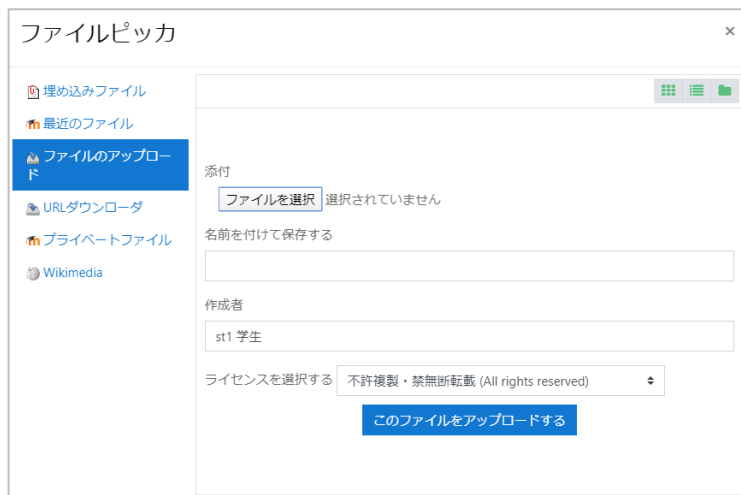 ファイルピッカ
×
埋め込みファイル
最近のファイル
ファイルのアップロー
ド
URLダウンローダ
プライベートファイル
Wikimedia
添付
ファイルを選択 選択されていません
名前を付けて保存する
作成者
st1 学生
ライセンスを選択する 不許複製・禁無断転載 (All rights reserved)
このファイルをアップロードする